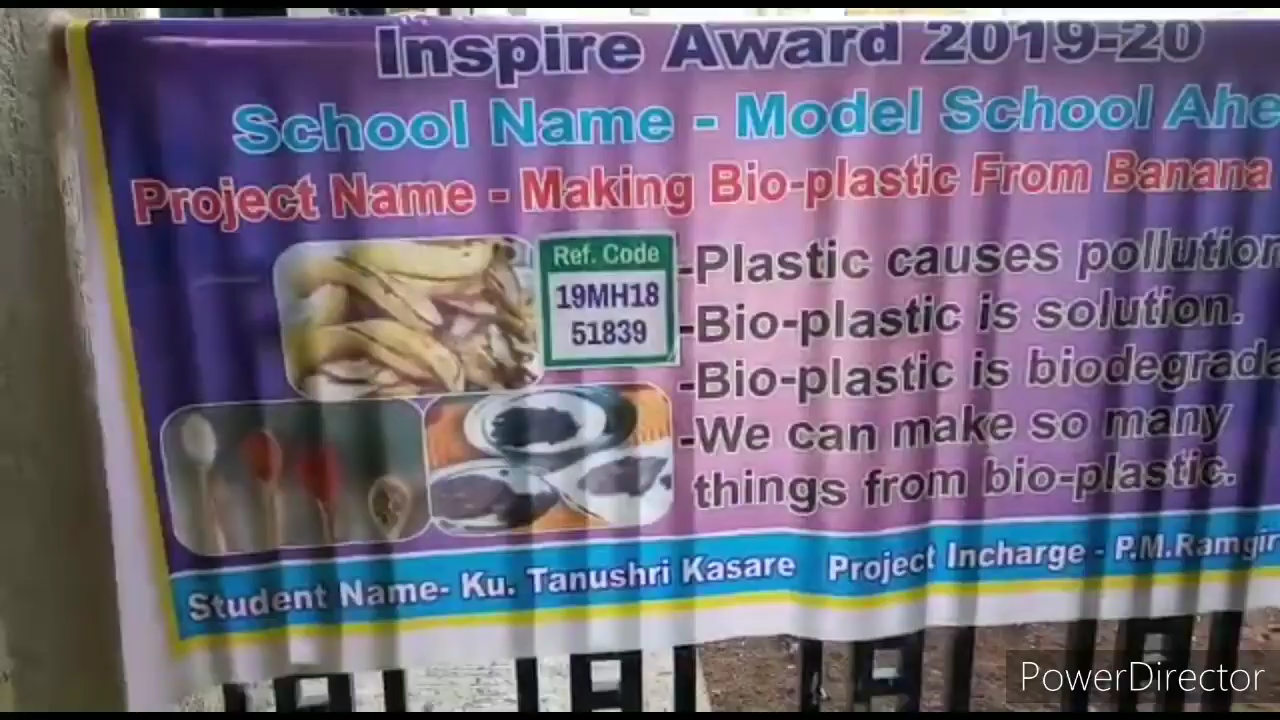 Inspire Award 2019-20
School Name - Model School Ahe
Project Name - Making Bio-plastic From Banana
Ref. Code
19MH18
51839
-Plastic causes pollution
-Bio-plastic is solution.
-Bio-plastic is biodegrada
-We can make so many
things from bio-plastic.
Student Name- Ku. Tanushri Kasare Project Incharge - P.M.Ramgir
PowerDirector